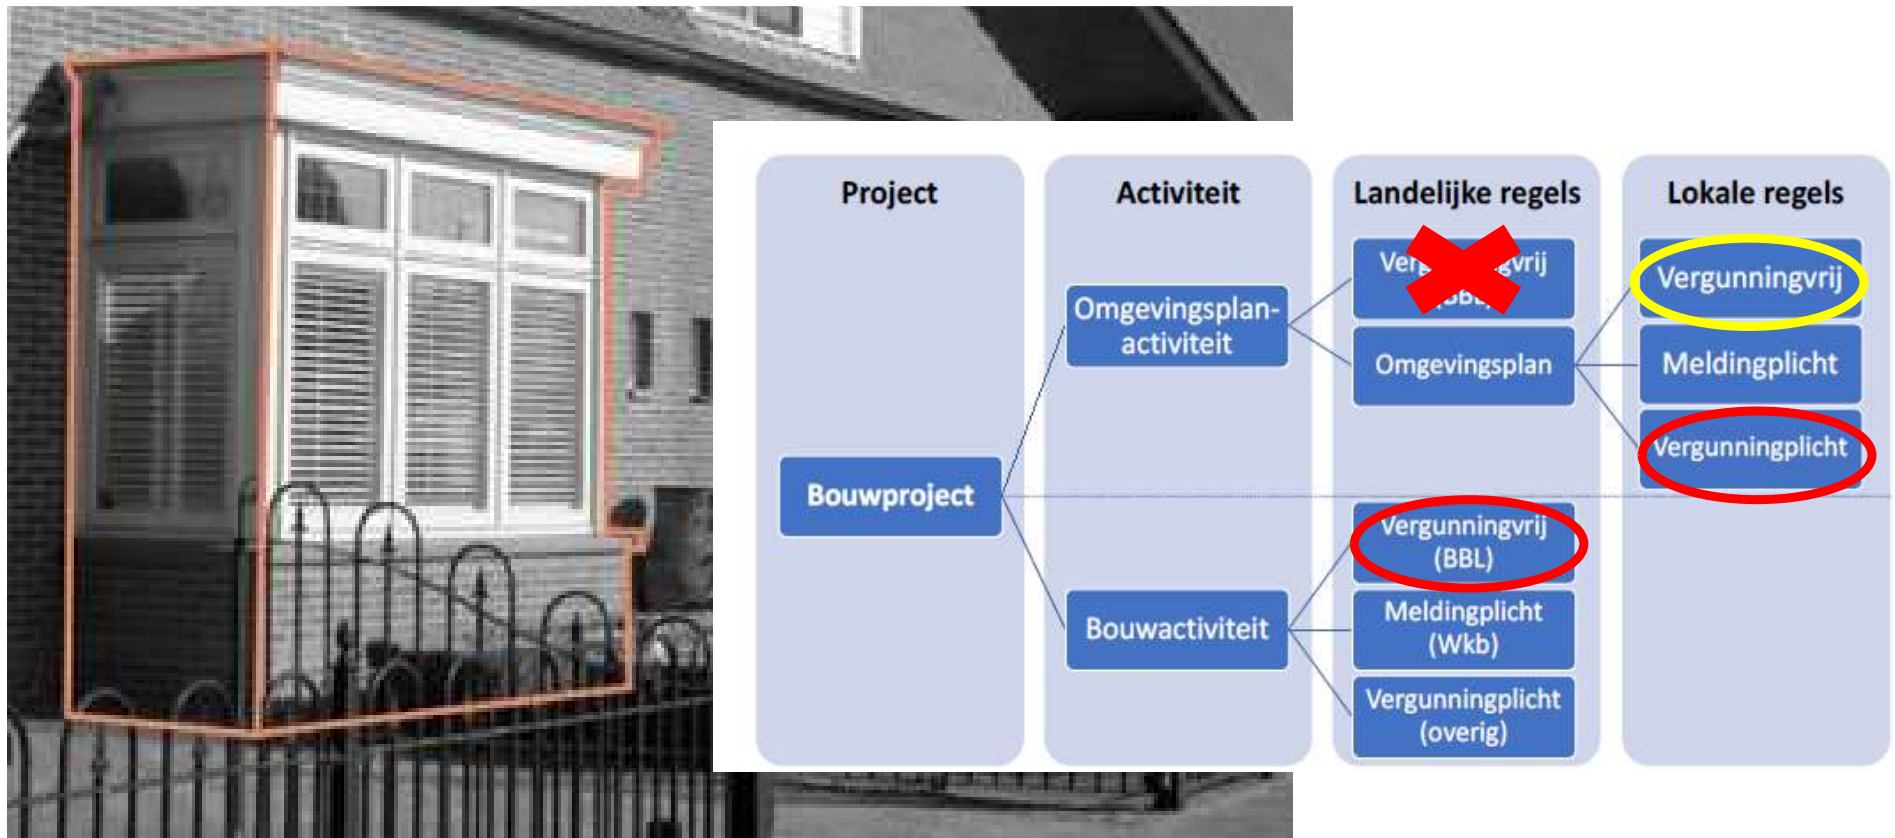 Project
Activiteit
Landelijke regels
Lokale regels
Bouwproject
Omgevingsplan-
activiteit
Bouwactiviteit
Omgevingsplan
Vergunningvrij
(BBL)
Meldingplicht
(Wkb)
Vergunningplicht
(overig)
Vergunningvrij
Meldingplicht
Vergunningplicht